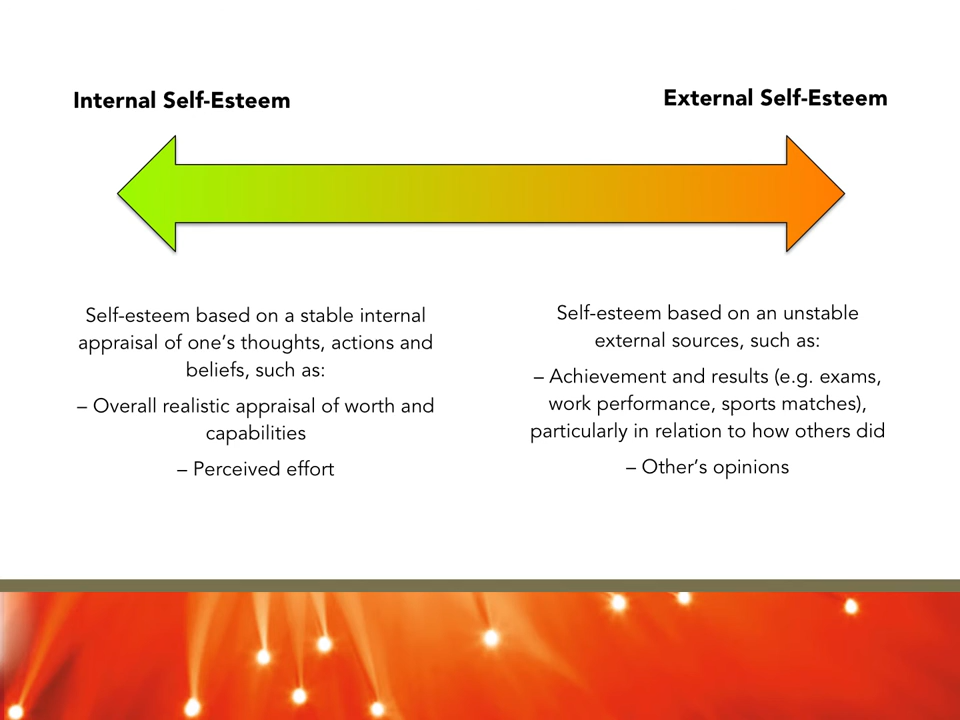 Internal Self-Esteem
External Self-Esteem
Self-esteem based on a stable internal
appraisal of one’s thoughts, actions and
beliefs, such as:
– Overall realistic appraisal of worth and
capabilities
– Perceived effort
Self-esteem based on an unstable
external sources, such as:
– Achievement and results (e.g. exams,
work performance, sports matches),
particularly in relation to how others did
– Other’s opinions